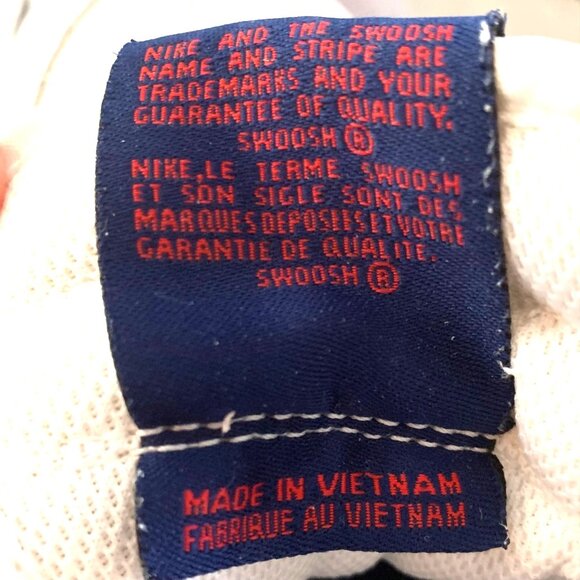 NIKE AND THE SWOOSH
NAME AND STRIPE ARE
TRADEMARKS AND YOUR
GUARANTEE OF QUALITY.
SWOOSH ®
NIKE,LE TERME SWOOSH
ET SON SIGLE SONT DES
MARQUES DEPOSEES ET VOTRE
GARANTIE DE QUALITE.
SWOOSH ®
MADE IN VIETNAM
FABRIQUE AU VIETNAM